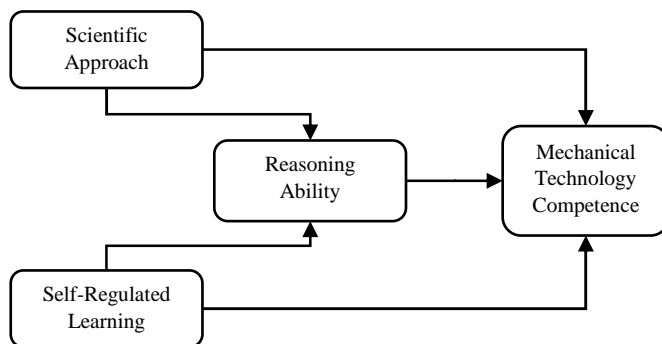 Scientific
Approach
Reasoning
Ability
Mechanical
Technology
Competence
Self-Regulated
Learning